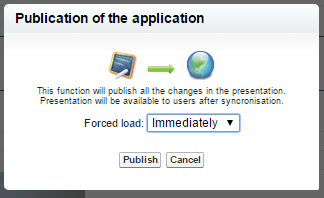 Publication of the application
This function will publish all the changes in the presentation.
Presentation will be available to users after syncronisation.
Forced load: Immediately
Publish Cancel